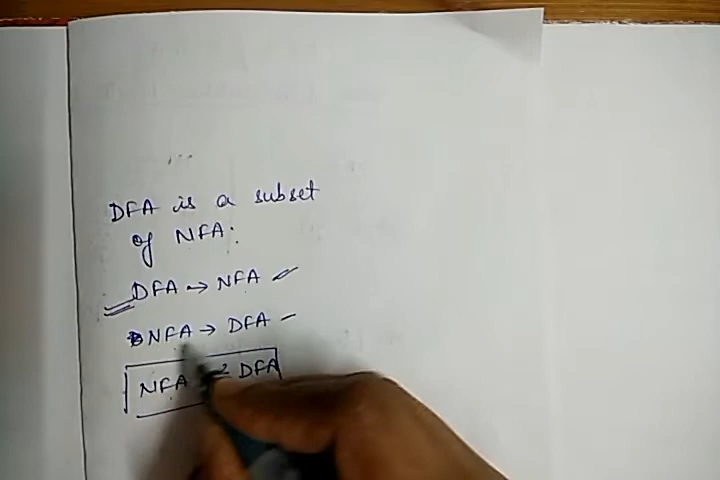 DFA is a subset
of NFA:
DFA → NFA
NFA → DFA
NFA DFA